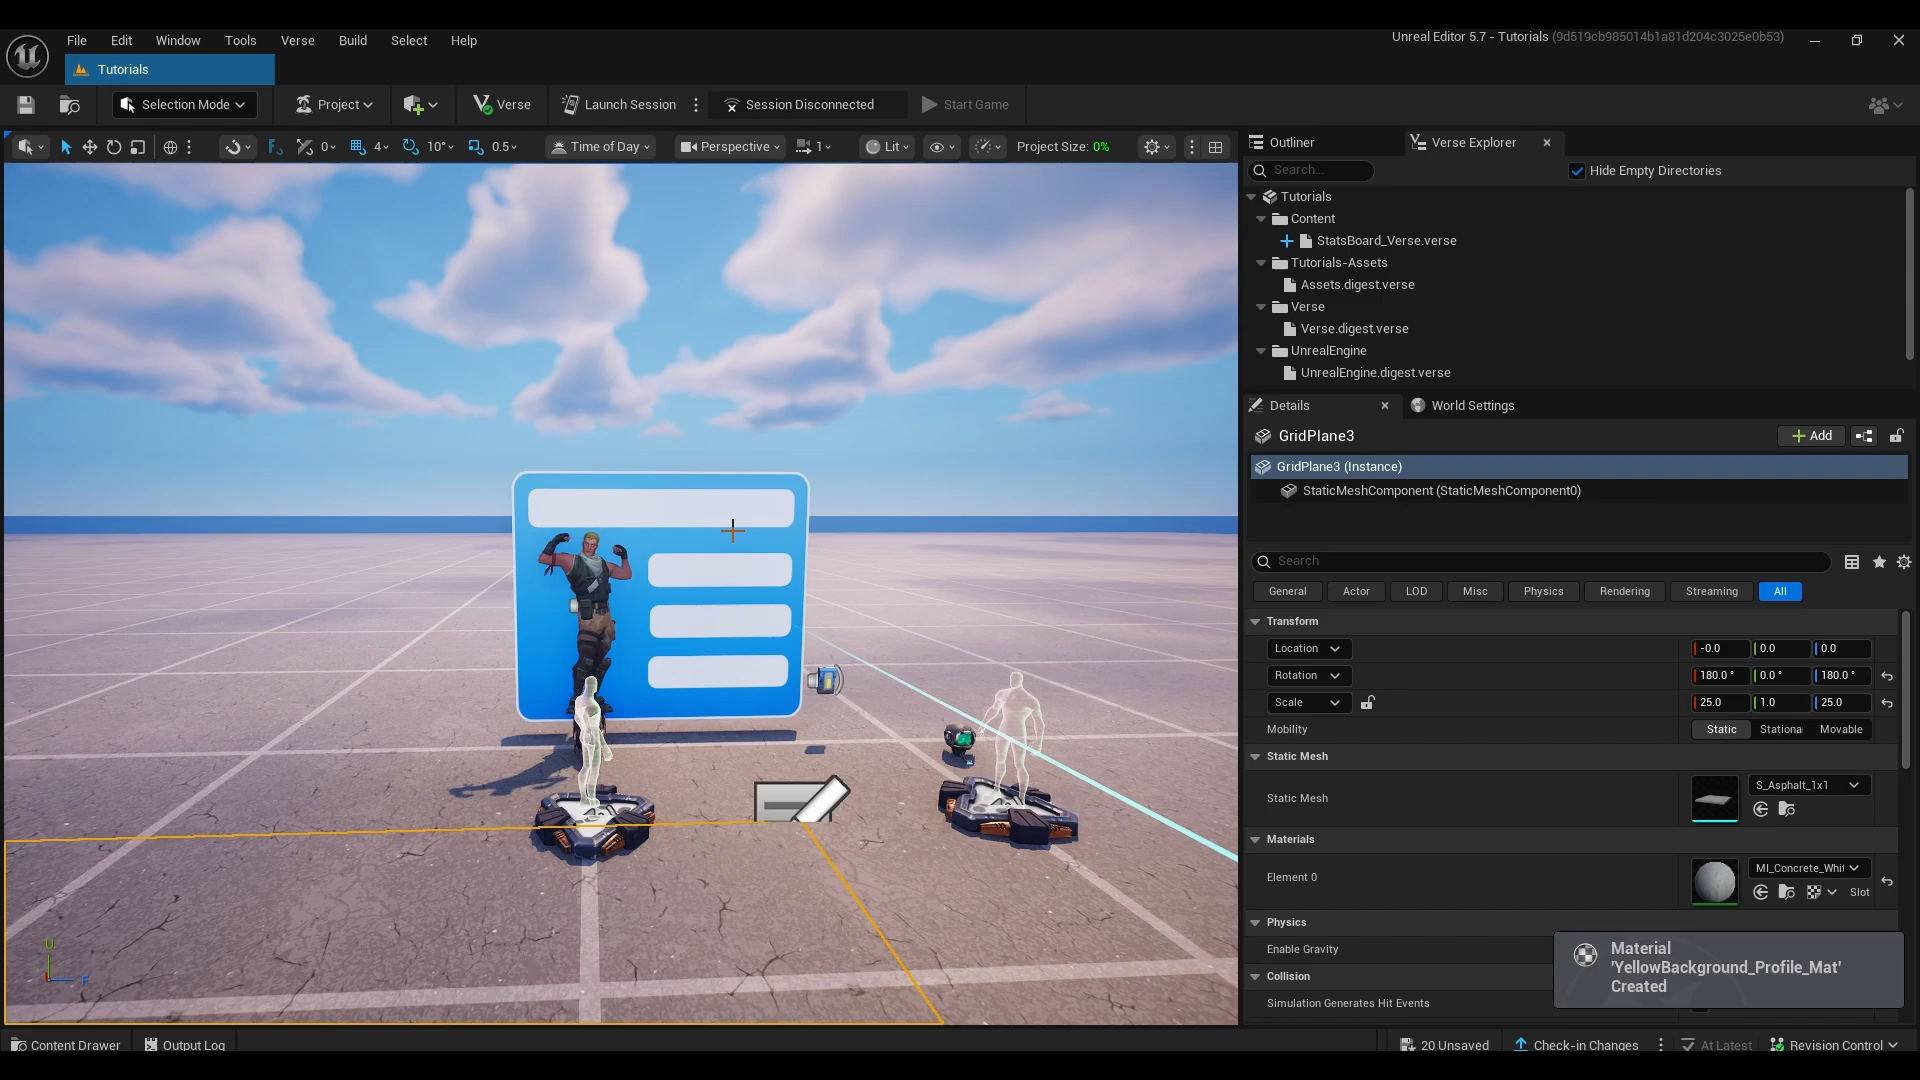 File Edit Window Tools Verse Build Select Help
Unreal Editor 5.7 - Tutorials (9d519cb985014b1a81d204c3025e0b53)
Tutorials
Selection Mode Project Verse Launch Session Session Disconnected Start Game
0 4 10° 0.5 Time of Day Perspective 1 Lit Project Size: 0%
Outliner Verse Explorer
Search... Hide Empty Directories
Tutorials
Content
StatsBoard_Verse.verse
Tutorials-Assets
Assets.digest.verse
Verse
Verse.digest.verse
UnrealEngine
UnrealEngine.digest.verse
Details World Settings
GridPlane3 Add
GridPlane3 (Instance)
StaticMeshComponent (StaticMeshComponent0)
Search
General Actor LOD Misc Physics Rendering Streaming All
Transform
Location -0.0 0.0 0.0
Rotation 180.0 ° 0.0 ° 180.0 °
Scale 25.0 1.0 25.0
Mobility Static Stationa Movable
Static Mesh
Static Mesh S_Asphalt_1x1
Materials
Element 0 MI_Concrete_Whit
Slot
Physics
Enable Gravity
Collision
Simulation Generates Hit Events
Material
'YellowBackground_Profile_Mat'
Created
Content Drawer Output Log 20 Unsaved Check-in Changes At Latest Revision Control